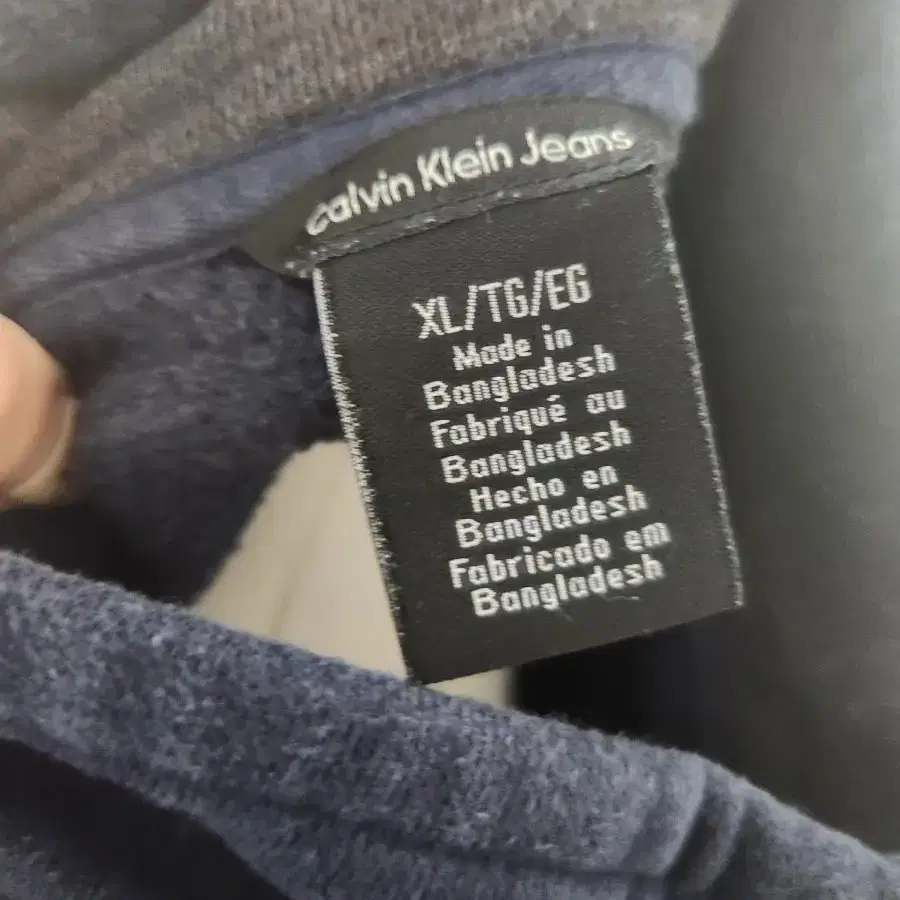 Calvin Klein Jeans
XL/TG/EG
Made in
Bangladesh
Fabriqué au
Bangladesh
Hecho en
Bangladesh
Fabricado em
Bangladesh